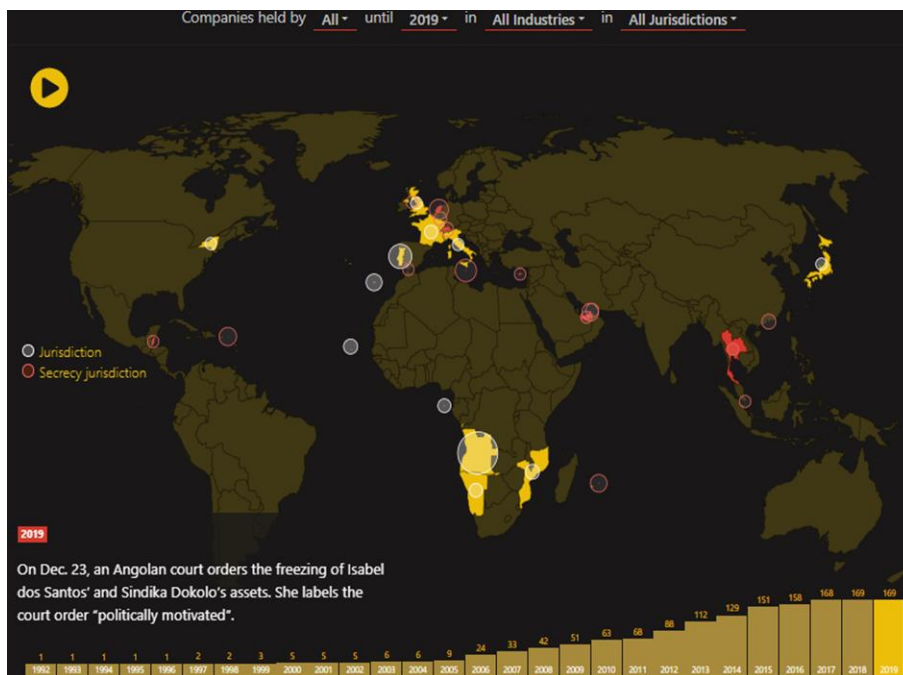 Companies held by All until 2019 in All Industries in All Jurisdictions
Jurisdiction
Secrecy jurisdiction
2019
On Dec. 23, an Angolan court orders the freezing of Isabel
dos Santos' and Sindika Dokolo's assets. She labels the
court order “politically motivated”.
1 1 1 1 1 2 2 3 5 5 5 6 6 9 24 33 42 51 63 68 88 112 129 151 158 168 169 169
1992 1993 1994 1995 1996 1997 1998 1999 2000 2001 2002 2003 2004 2005 2006 2007 2008 2009 2010 2011 2012 2013 2014 2015 2016 2017 2018 2019